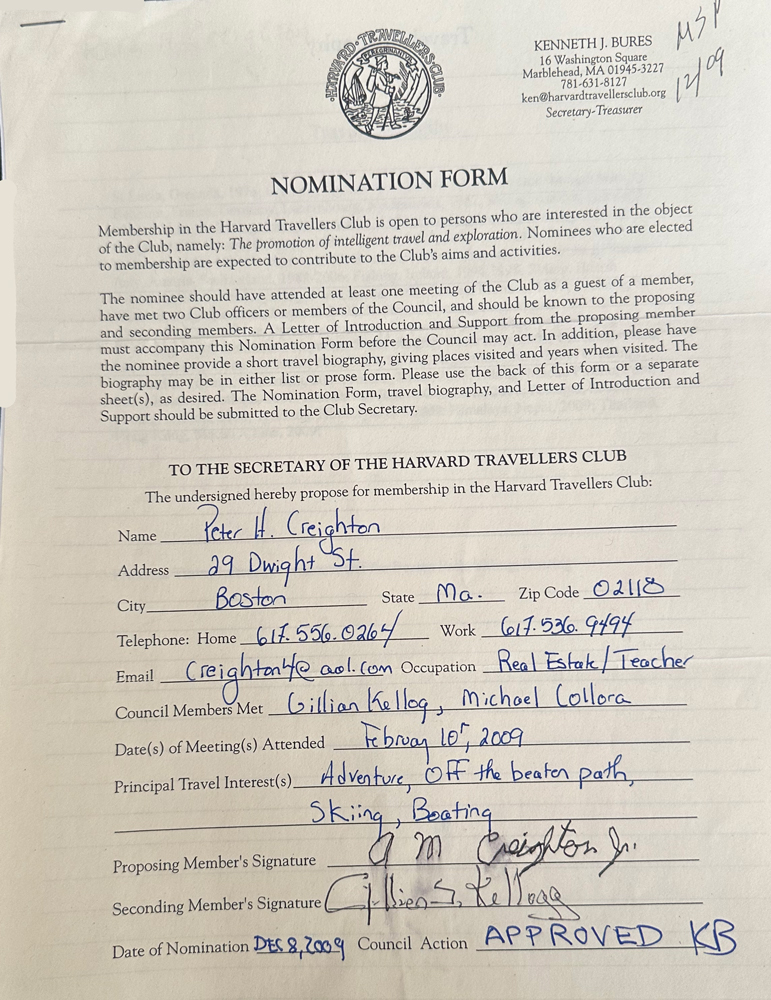 HARVARD·TRAVELLERS·CLUB·
KENNETH J. BURES
16 Washington Square
Marblehead, MA 01945-3227
781-631-8127
ken@harvardtravellersclub.org
Secretary-Treasurer
MSP
12/09
NOMINATION FORM
Membership in the Harvard Travellers Club is open to persons who are interested in the object
of the Club, namely: The promotion of intelligent travel and exploration. Nominees who are elected
to membership are expected to contribute to the Club's aims and activities.
The nominee should have attended at least one meeting of the Club as a guest of a member,
have met two Club officers or members of the Council, and should be known to the proposing
and seconding members. A Letter of Introduction and Support from the proposing member
must accompany this Nomination Form before the Council may act. In addition, please have
the nominee provide a short travel biography, giving places visited and years when visited. The
biography may be in either list or prose form. Please use the back of this form or a separate
sheet(s), as desired. The Nomination Form, travel biography, and Letter of Introduction and
Support should be submitted to the Club Secretary.
TO THE SECRETARY OF THE HARVARD TRAVELLERS CLUB
The undersigned hereby propose for membership in the Harvard Travellers Club:
Name Peter H. Creighton
Address 29 Dwight St.
City Boston State Ma. Zip Code 02118
Telephone: Home 617.556.0264 Work 617.536.9494
Email Creighton4@aol.com Occupation Real Estate/Teacher
Council Members Met Gillian Kellog, Michael Collora
Date(s) of Meeting(s) Attended 2009
Principal Travel Interest(s) Adventure, Off the beaten path,
Skiing, Boating
Proposing Member's Signature A M Creighton Jr.
Seconding Member's Signature Gillian S. Kellogg
Date of Nomination DEC 8, 2009 Council Action APPROVED KB